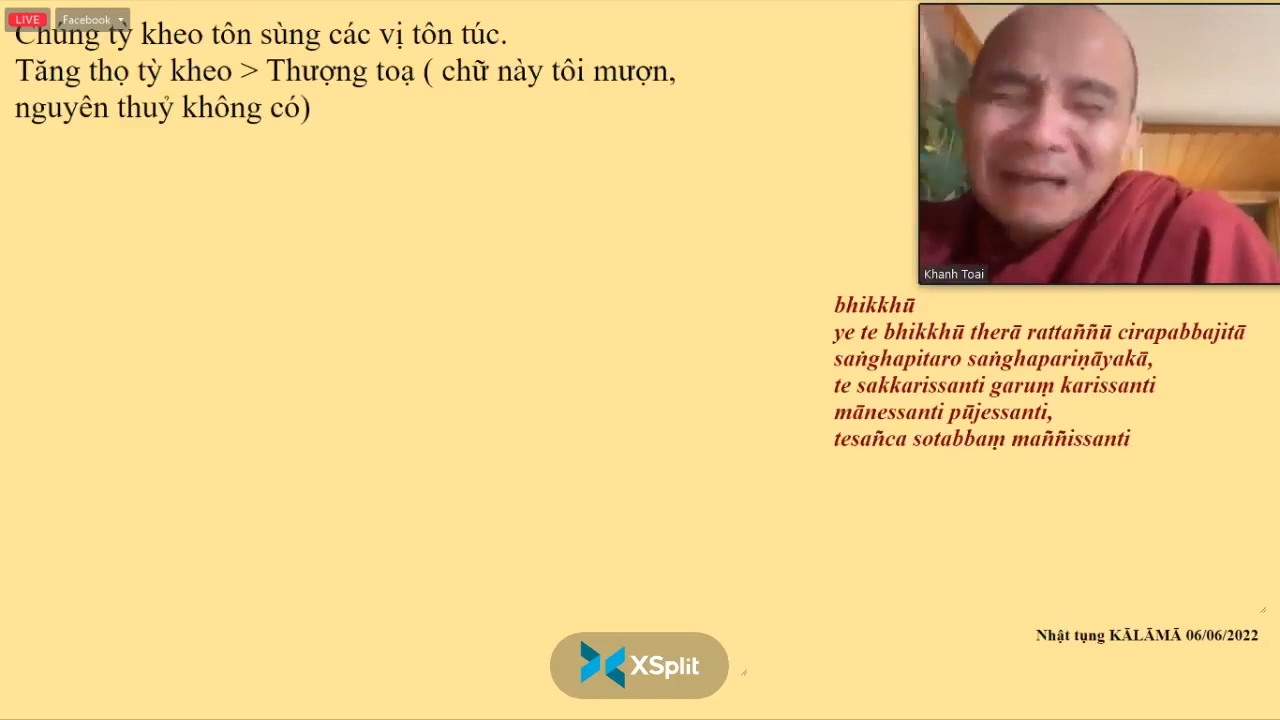 LIVE
Facebook
Chúng tỳ kheo tôn sùng các vị tôn túc.
Tăng thọ tỳ kheo > Thượng toạ ( chữ này tôi mượn,
nguyên thuỷ không có)
Khanh Toai
bhikkhū
ye te bhikkhū therā rattaññū cirapabbajitā
saṅghapitaro saṅghapariṇāyakā,
te sakkarissanti garuṃ karissanti
mānessanti pūjessanti,
tesañca sotabbaṃ maññissanti
Nhật tụng KĀLĀMĀ 06/06/2022
XSplit